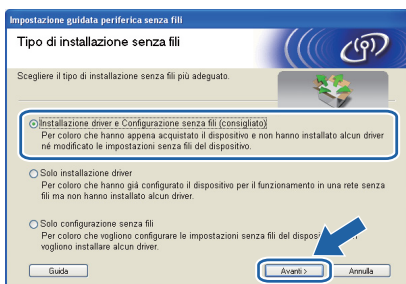 Impostazione guidata periferica senza fili
Tipo di installazione senza fili
Scegliere il tipo di installazione senza fili più adeguato.
Installazione driver e Configurazione senza fili (consigliato)
Per coloro che hanno appena acquistato il dispositivo e non hanno installato alcun driver
né modificato le impostazioni senza fili del dispositivo.
Solo installazione driver
Per coloro che hanno già configurato il dispositivo per il funzionamento in una rete senza
fili ma non hanno installato alcun driver.
Solo configurazione senza fili
Per coloro che vogliono configurare le impostazioni senza fili del
vogliono installare alcun driver.
Guida
Avanti >
Annulla